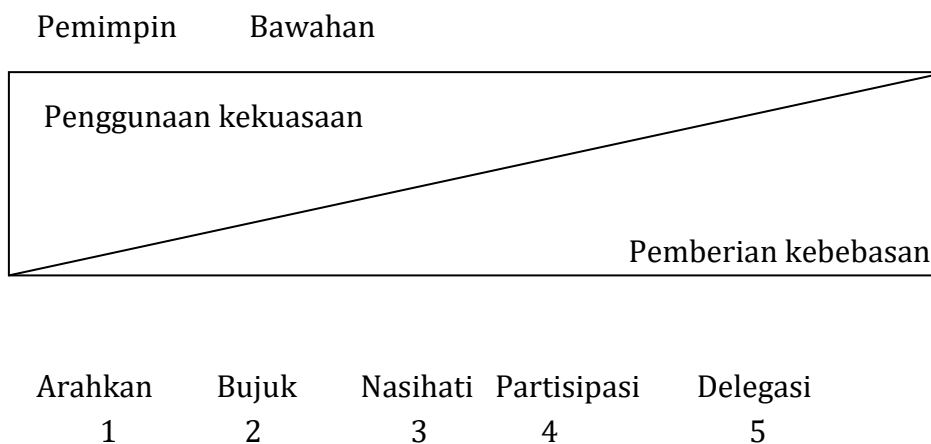 Pemimpin Bawahan
Penggunaan kekuasaan
Pemberian kebebasan
Arahkan Bujuk Nasihati Partisipasi Delegasi
1 2 3 4 5